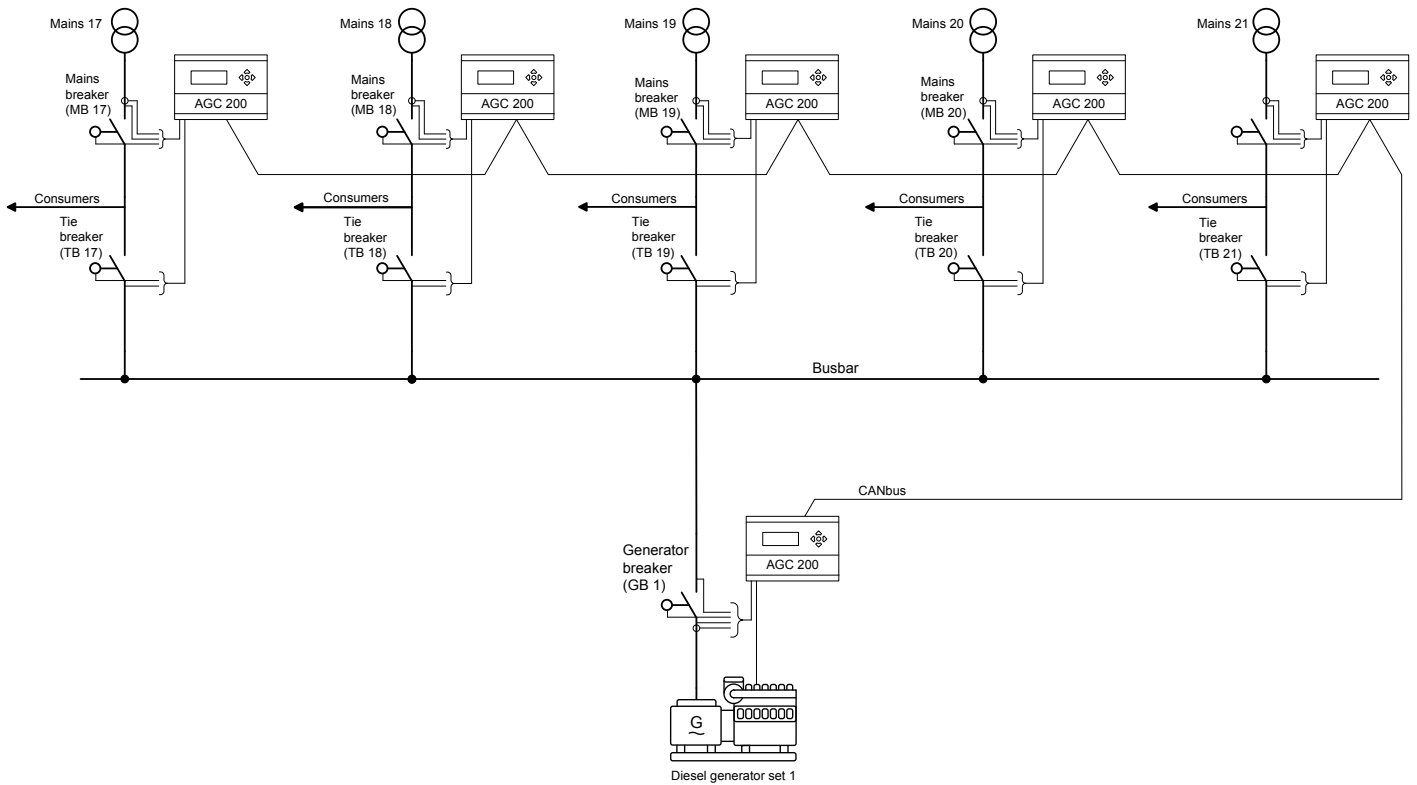 Mains 17
Mains 18
Mains 19
Mains 20
Mains 21
Mains
breaker
(MB 17)
AGC 200
Mains
breaker
(MB 18)
AGC 200
Mains
breaker
(MB 19)
AGC 200
Mains
breaker
(MB 20)
AGC 200
AGC 200
Consumers
Consumers
Consumers
Consumers
Consumers
Tie
breaker
(TB 17)
Tie
breaker
(TB 18)
Tie
breaker
(TB 19)
Tie
breaker
(TB 20)
Tie
breaker
(TB 21)
Busbar
CANbus
Generator
breaker
(GB 1)
AGC 200
G
~
Diesel generator set 1